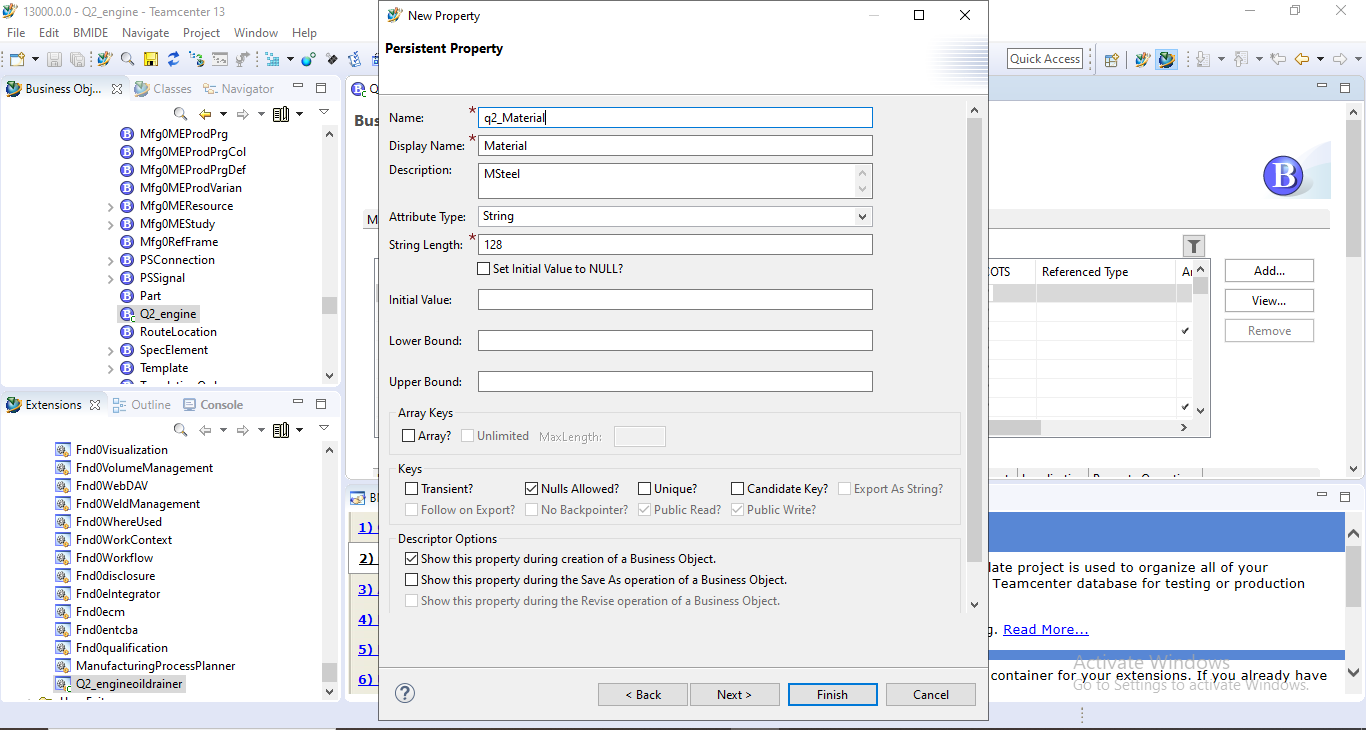 13000.0.0 - Q2_engine - Teamcenter 13
File Edit BMIDE Navigate Project Window Help
Quick Access
Business Obj... Classes Navigator
Mfg0MEProdPrg
Mfg0MEProdPrgCol
Mfg0MEProdPrgDef
Mfg0MEProdVarian
Mfg0MEResource
Mfg0MEStudy
Mfg0RefFrame
PSConnection
PSSignal
Part
Q2_engine
RouteLocation
SpecElement
Template
Extensions Outline Console
Fnd0Visualization
Fnd0VolumeManagement
Fnd0WebDAV
Fnd0WeldManagement
Fnd0WhereUsed
Fnd0WorkContext
Fnd0Workflow
Fnd0disclosure
Fnd0eIntegrator
Fnd0ecm
Fnd0entcba
Fnd0qualification
ManufacturingProcessPlanner
Q2_engineoildrainer
Q
Bus
M
B
1)
2)
3)
4)
5)
6)
New Property
Persistent Property
Name: * q2_Material
Display Name: * Material
Description: MSteel
Attribute Type: String
String Length: * 128
Set Initial Value to NULL?
Initial Value:
Lower Bound:
Upper Bound:
Array Keys
Array? Unlimited MaxLength:
Keys
Transient? Nulls Allowed? Unique? Candidate Key? Export As String?
Follow on Export? No Backpointer? Public Read? Public Write?
Descriptor Options
Show this property during creation of a Business Object.
Show this property during the Save As operation of a Business Object.
Show this property during the Revise operation of a Business Object.
? < Back Next > Finish Cancel
B
COTS Referenced Type
Add...
View...
Remove
late project is used to organize all of your
Teamcenter database for testing or production
g. Read More...
container for your extensions. If you already have
Activate Windows
Go to Settings to activate Windows.